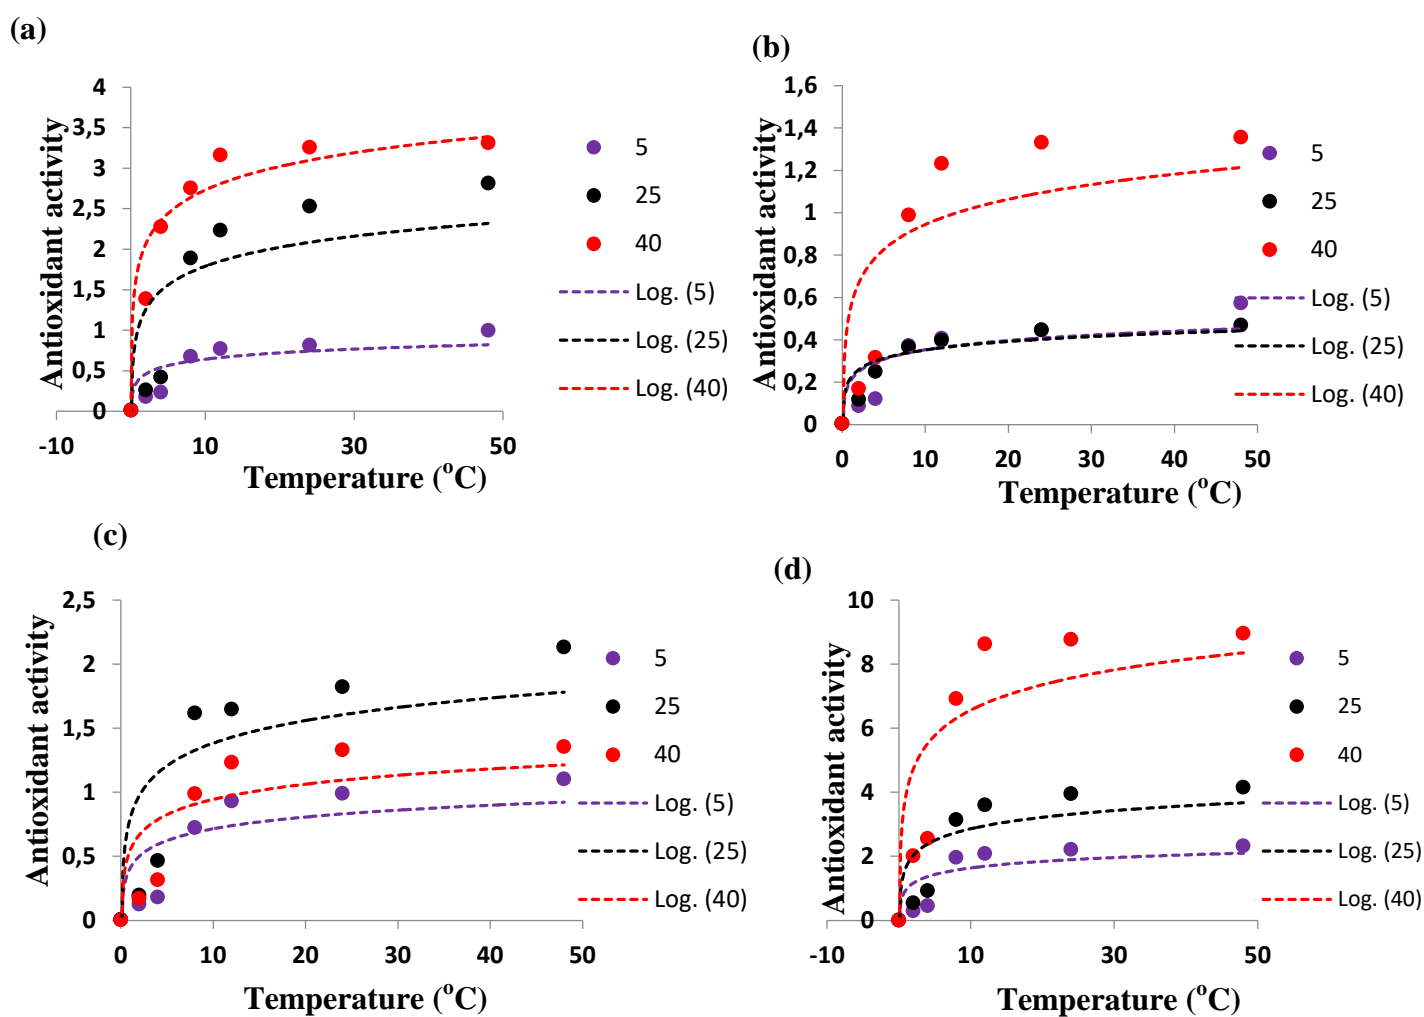 (a)
Antioxidant activity
4
3,5
3
2,5
2
1,5
1
0,5
0
-10
10
30
50
Temperature (°C)
5
25
40
Log. (5)
Log. (25)
Log. (40)
(b)
Antioxidant activity
1,6
1,4
1,2
1
0,8
0,6
0,4
0,2
0
0
10
20
30
40
50
Temperature (°C)
5
25
40
Log. (5)
Log. (25)
Log. (40)
(c)
Antioxidant activity
2,5
2
1,5
1
0,5
0
0
10
20
30
40
50
Temperature (°C)
5
25
40
Log. (5)
Log. (25)
Log. (40)
(d)
Antioxidant activity
10
8
6
4
2
0
-10
10
30
50
Temperature (°C)
5
25
40
Log. (5)
Log. (25)
Log. (40)